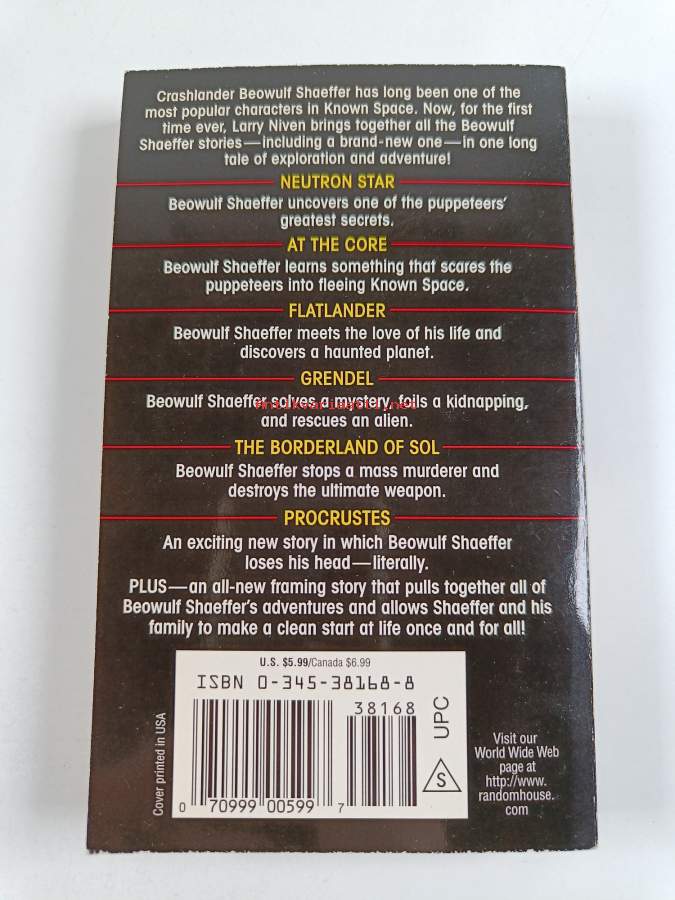 Crashlander Beowulf Shaeffer has long been one of the
most popular characters in Known Space. Now, for the first
time ever, Larry Niven brings together all the Beowulf
Shaeffer stories—including a brand-new one—in one long
tale of exploration and adventure!
NEUTRON STAR
Beowulf Shaeffer uncovers one of the puppeteers'
greatest secrets.
AT THE CORE
Beowulf Shaeffer learns something that scares the
puppeteers into fleeing Known Space.
FLATLANDER
Beowulf Shaeffer meets the love of his life and
discovers a haunted planet.
GRENDEL
Beowulf Shaeffer solves a mystery, foils a kidnapping,
and rescues an alien.
antikvariaatti.net
THE BORDERLAND OF SOL
Beowulf Shaeffer stops a mass murderer and
destroys the ultimate weapon.
PROCRUSTES
An exciting new story in which Beowulf Shaeffer
loses his head—literally.
PLUS—an all-new framing story that pulls together all of
Beowulf Shaeffer's adventures and allows Shaeffer and his
family to make a clean start at life once and for all!
U.S. $5.99/Canada $6.99
ISBN 0-345-38168-8
38168
UPC
S
0 70999 00599 7
Cover printed in USA
Visit our
World Wide Web
page at
http://www.
randomhouse.
com